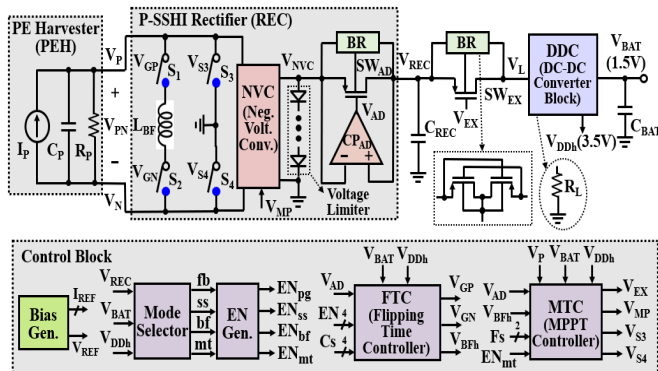 PE Harvester
(PEH)
P-SSHI Rectifier (REC)
V_P
V_GP
S_1
V_S3
S_3
+
V_PN
−
I_P
C_P
R_P
L_BF
V_GN
S_2
V_S4
S_4
V_N
NVC
(Neg.
Volt.
Conv.)
V_MP
V_NVC
Voltage
Limiter
BR
SW_AD
V_AD
CP_AD
− +
V_REC
C_REC
BR
V_L
SW_EX
V_EX
DDC
(DC-DC
Converter
Block)
V_BAT
(1.5V)
C_BAT
V_DDh(3.5V)
R_L
Control Block
Bias
Gen.
I_REF
V_REF
V_REC
V_BAT
V_DDh
Mode
Selector
fb
ss
bf
mt
EN
Gen.
EN_pg
EN_ss
EN_bf
EN_mt
V_BAT V_DDh
V_AD
EN 4
Cs 4
FTC
(Flipping
Time
Controller)
V_GP
V_GN
V_BFh
V_P V_BAT V_DDh
V_AD
V_BFh
Fs 2
EN_mt
MTC
(MPPT
Controller)
V_EX
V_MP
V_S3
V_S4